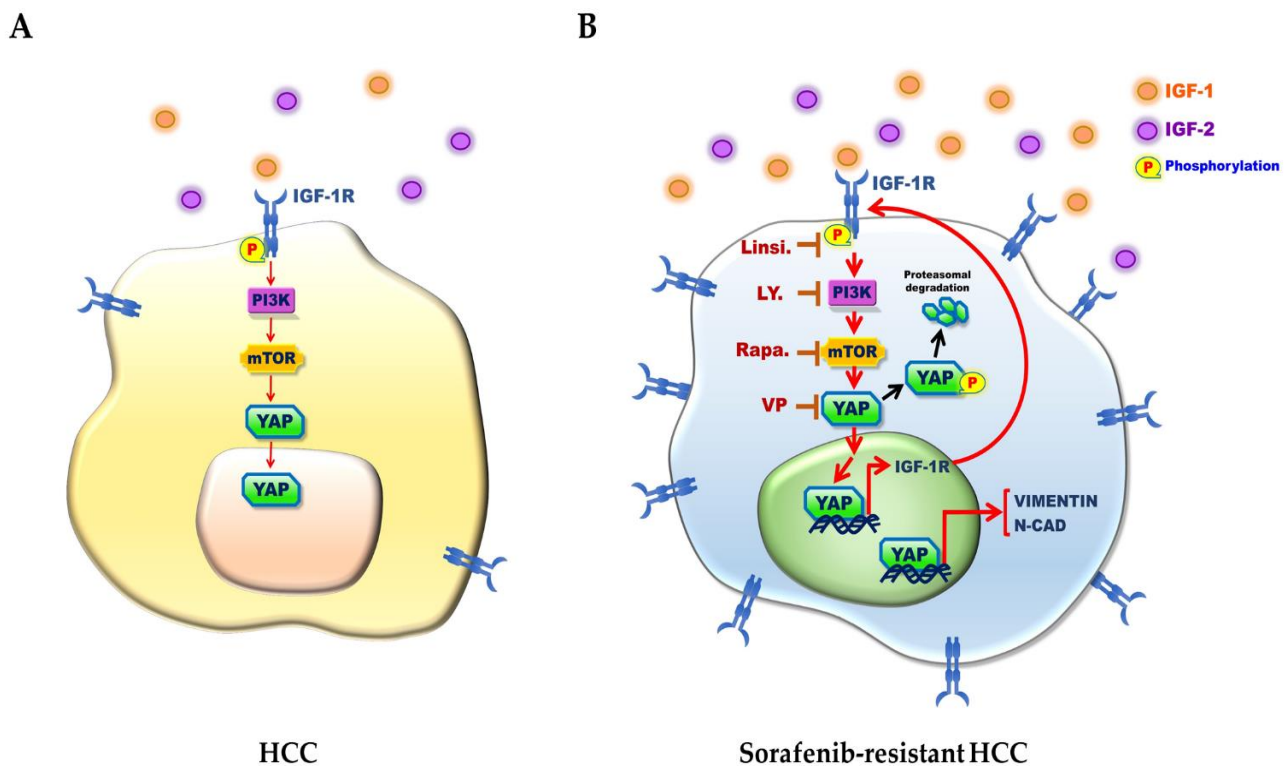 A
B
IGF-1
IGF-2
P Phosphorylation
IGF-1R
P
PI3K
mTOR
YAP
YAP
HCC
IGF-1R
Linsi.
P
LY.
PI3K
Proteasomal
degradation
Rapa.
mTOR
YAP
P
VP
YAP
IGF-1R
YAP
VIMENTIN
N-CAD
YAP
Sorafenib-resistant HCC